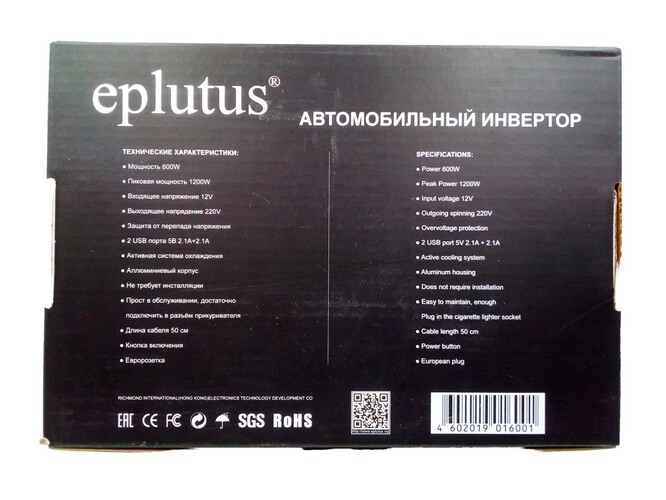 eplutus®
АВТОМОБИЛЬНЫЙ ИНВЕРТОР
ТЕХНИЧЕСКИЕ ХАРАКТЕРИСТИКИ:
• Мощность 600W
• Пиковая мощность 1200W
• Входящее напряжение 12V
• Выходящее напрядение 220V
• Защита от перепада напряжения
• 2 USB порта 5В 2.1A+2.1A
• Активная система охлаждения
• Аллюминиевый корпус
• Не требует инсталляции
• Прост в обслуживании, достаточно
подключить в разъём прикуривателя
• Длина кабеля 50 см
• Кнопка включения
• Евророзетка
SPECIFICATIONS:
• Power 600W
• Peak Power 1200W
• Input voltage 12V
• Outgoing spinning 220V
• Overvoltage protection
• 2 USB port 5V 2.1A + 2.1A
• Active cooling system
• Aluminum housing
• Does not require installation
• Easy to maintain, enough
Plug in the cigarette lighter socket
• Cable length 50 cm
• Power button
• European plug
RICHMOND INTERNATIONAL(HONG KONG)ELECTRONICS TECHNOLOGY DEVELOPMENT CO
EAC CE FC SGS RoHS
4 602019 016001